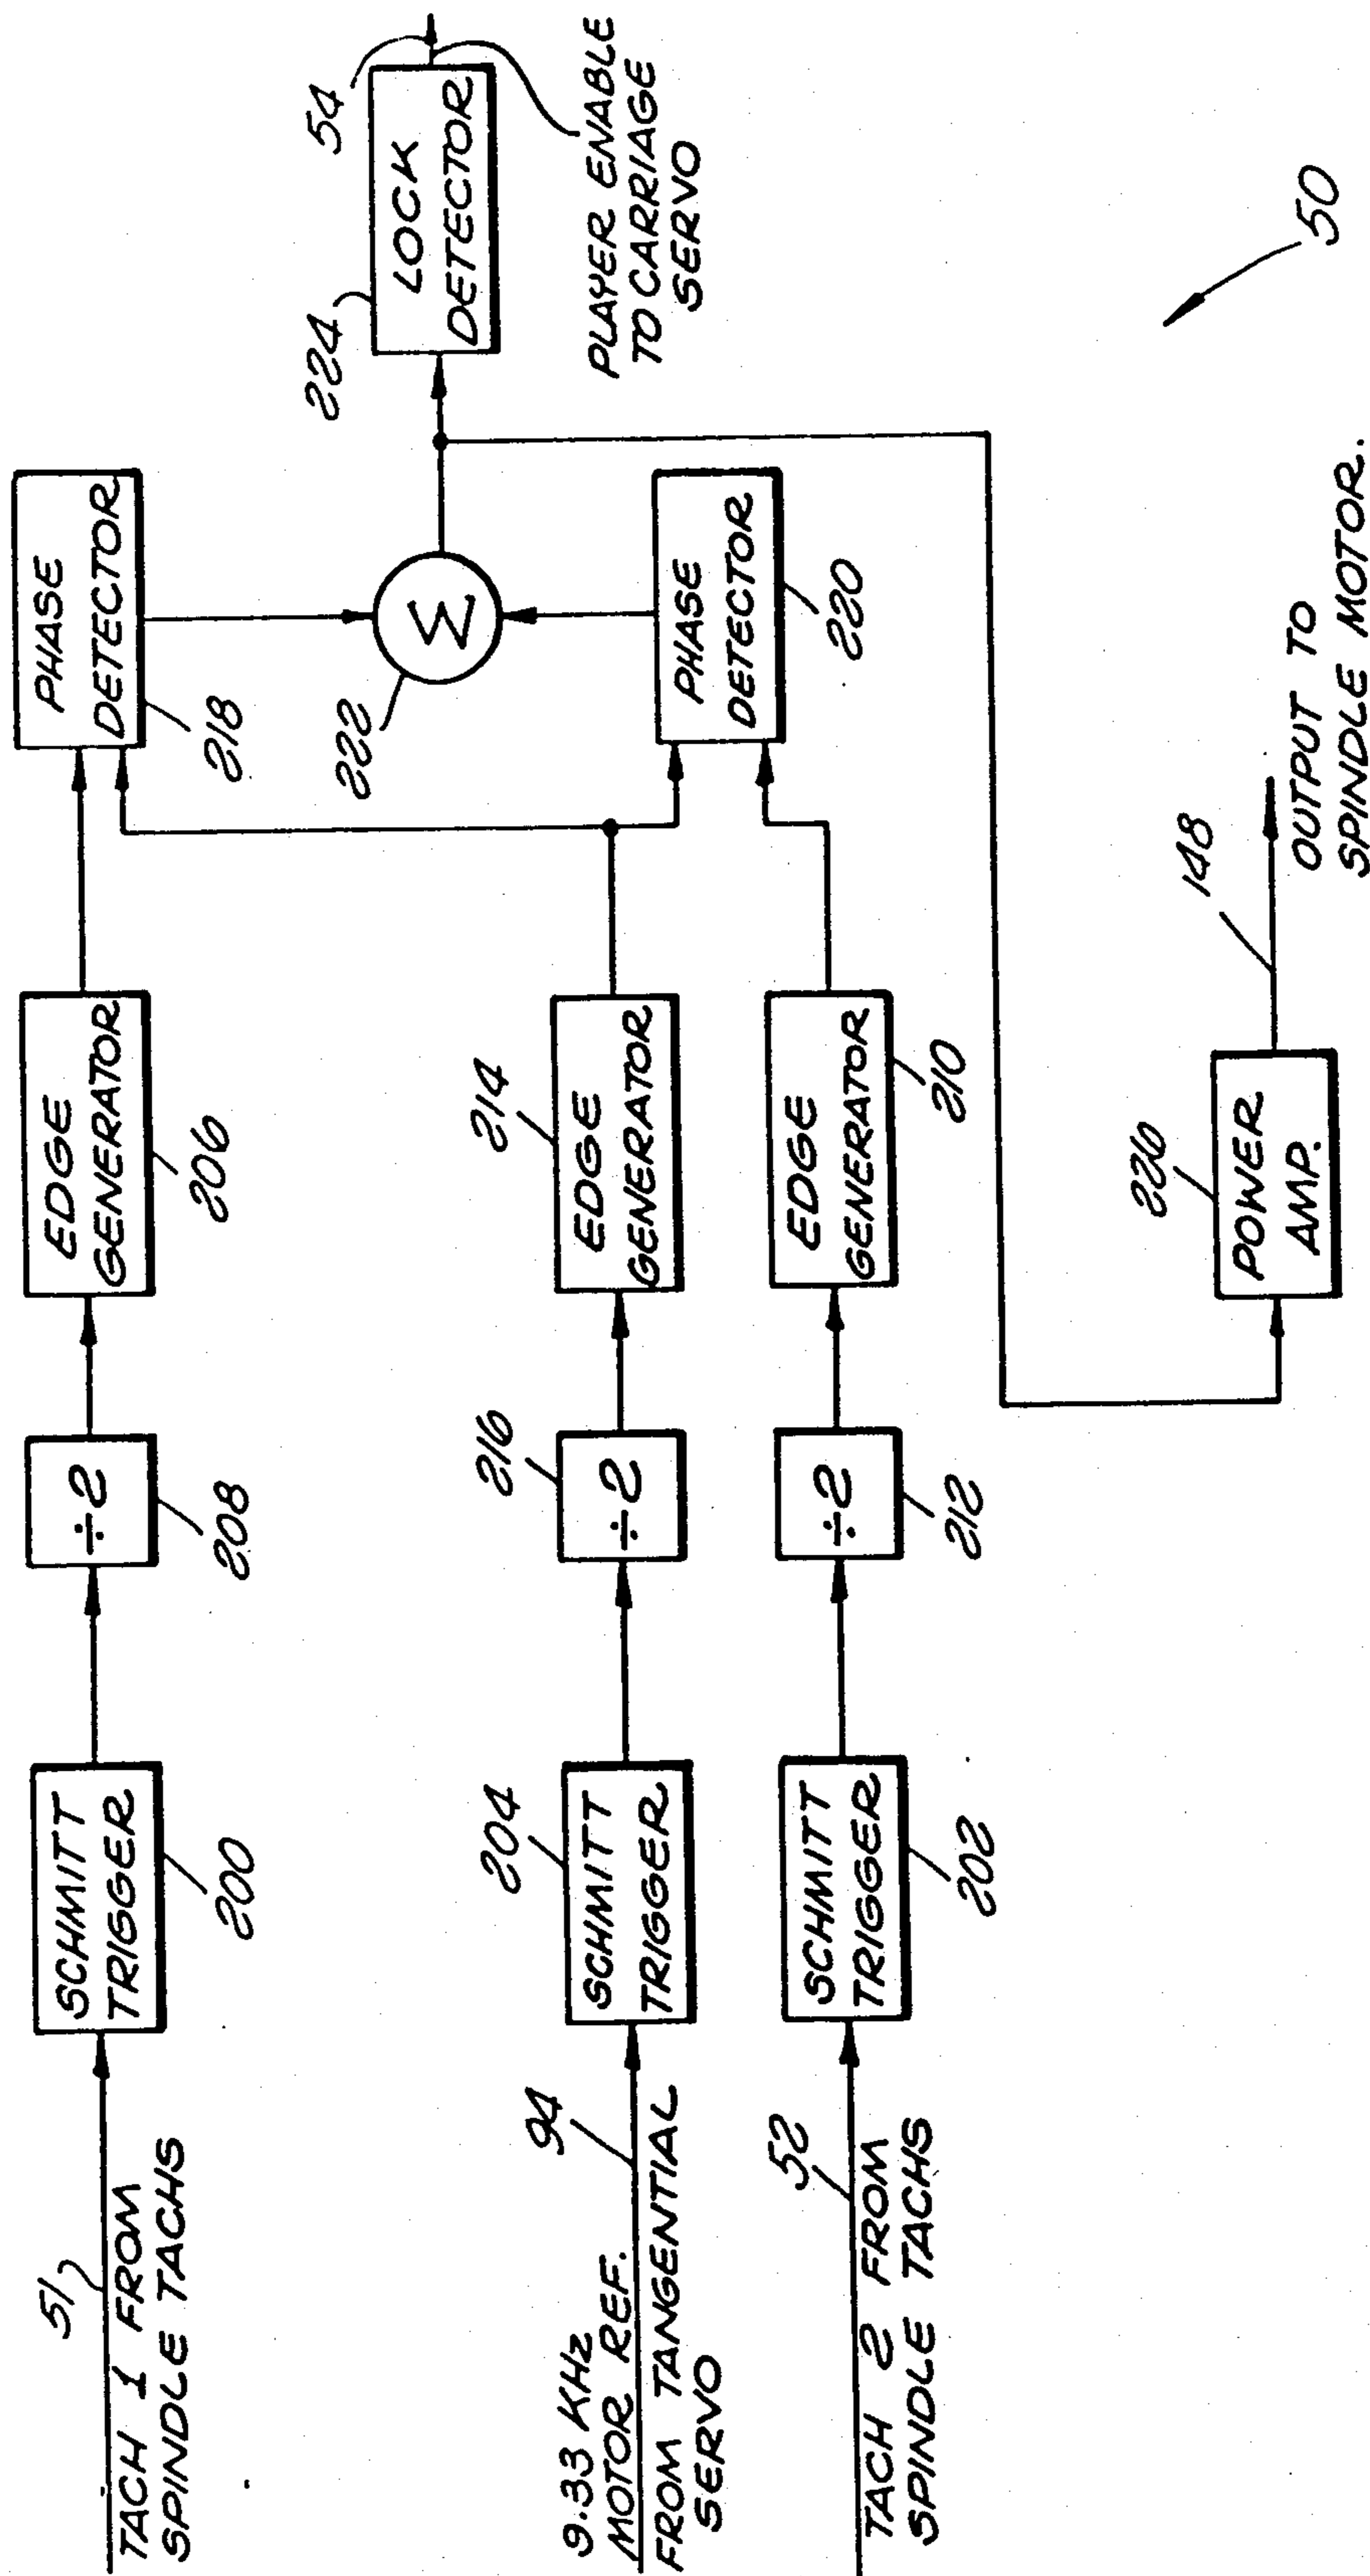 51
TACH 1 FROM
SPINDLE TACHS
SCHMITT
TRIGGER
200
÷2
208
EDGE
GENERATOR
206
PHASE
DETECTOR
218
9.33 KHz
MOTOR REF.
FROM TANGENTIAL
SERVO
94
SCHMITT
TRIGGER
204
÷2
216
EDGE
GENERATOR
214
Σ
222
LOCK
DETECTOR
224
54
PLAYER ENABLE
TO CARRIAGE
SERVO
52
TACH 2 FROM
SPINDLE TACHS
SCHMITT
TRIGGER
202
÷2
212
EDGE
GENERATOR
210
PHASE
DETECTOR
220
POWER
AMP.
226
148
OUTPUT TO
SPINDLE MOTOR.
50